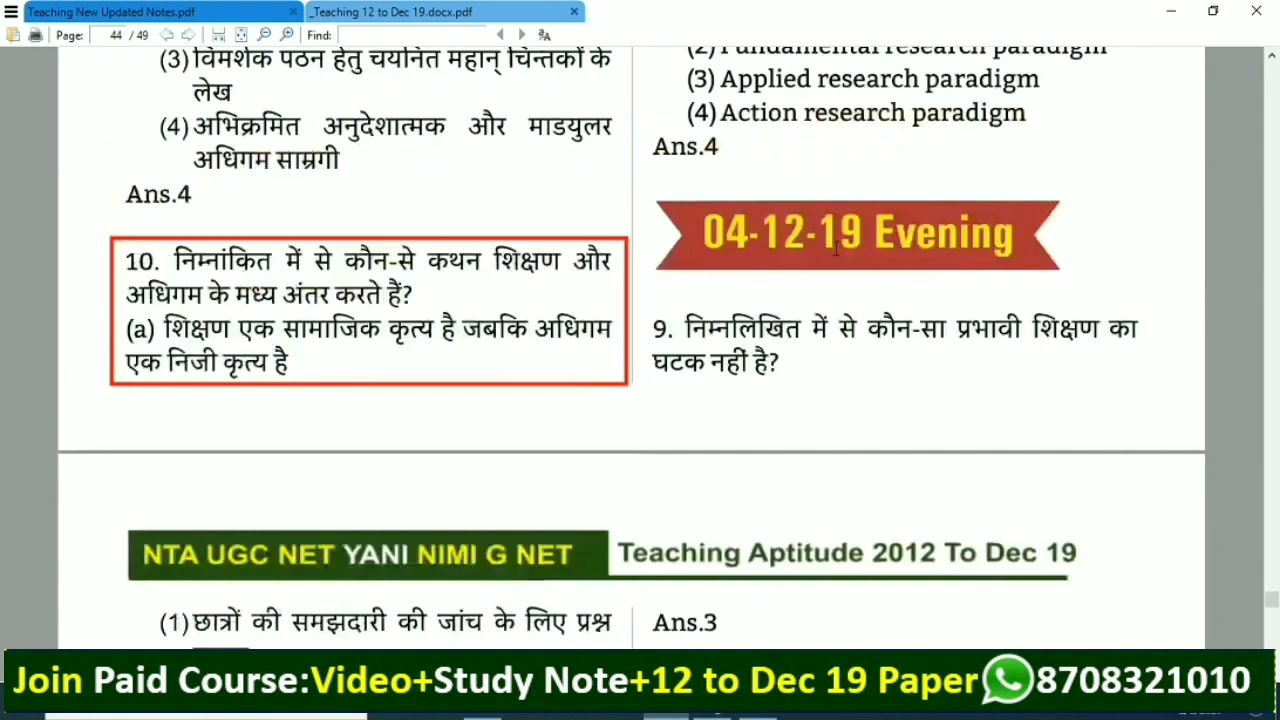 Teaching New Updated Notes.pdf
_Teaching 12 to Dec 19.docx.pdf
Page: 44 / 49 Find:
(3) विमर्शक पठन हेतु चयनित महान् चिन्तकों के
लेख
(4) अभिक्रमित अनुदेशात्मक और माडयुलर
अधिगम साम्रगी
Ans.4
10. निम्नांकित में से कौन-से कथन शिक्षण और
अधिगम के मध्य अंतर करते हैं?
(a) शिक्षण एक सामाजिक कृत्य है जबकि अधिगम
एक निजी कृत्य है
(2) Fundamental research paradigm
(3) Applied research paradigm
(4) Action research paradigm
Ans.4
04-12-19 Evening
9. निम्नलिखित में से कौन-सा प्रभावी शिक्षण का
घटक नहीं है?
NTA UGC NET YANI NIMI G NET
Teaching Aptitude 2012 To Dec 19
(1) छात्रों की समझदारी की जांच के लिए प्रश्न
Ans.3
Join Paid Course:Video+Study Note+12 to Dec 19 Paper 8708321010